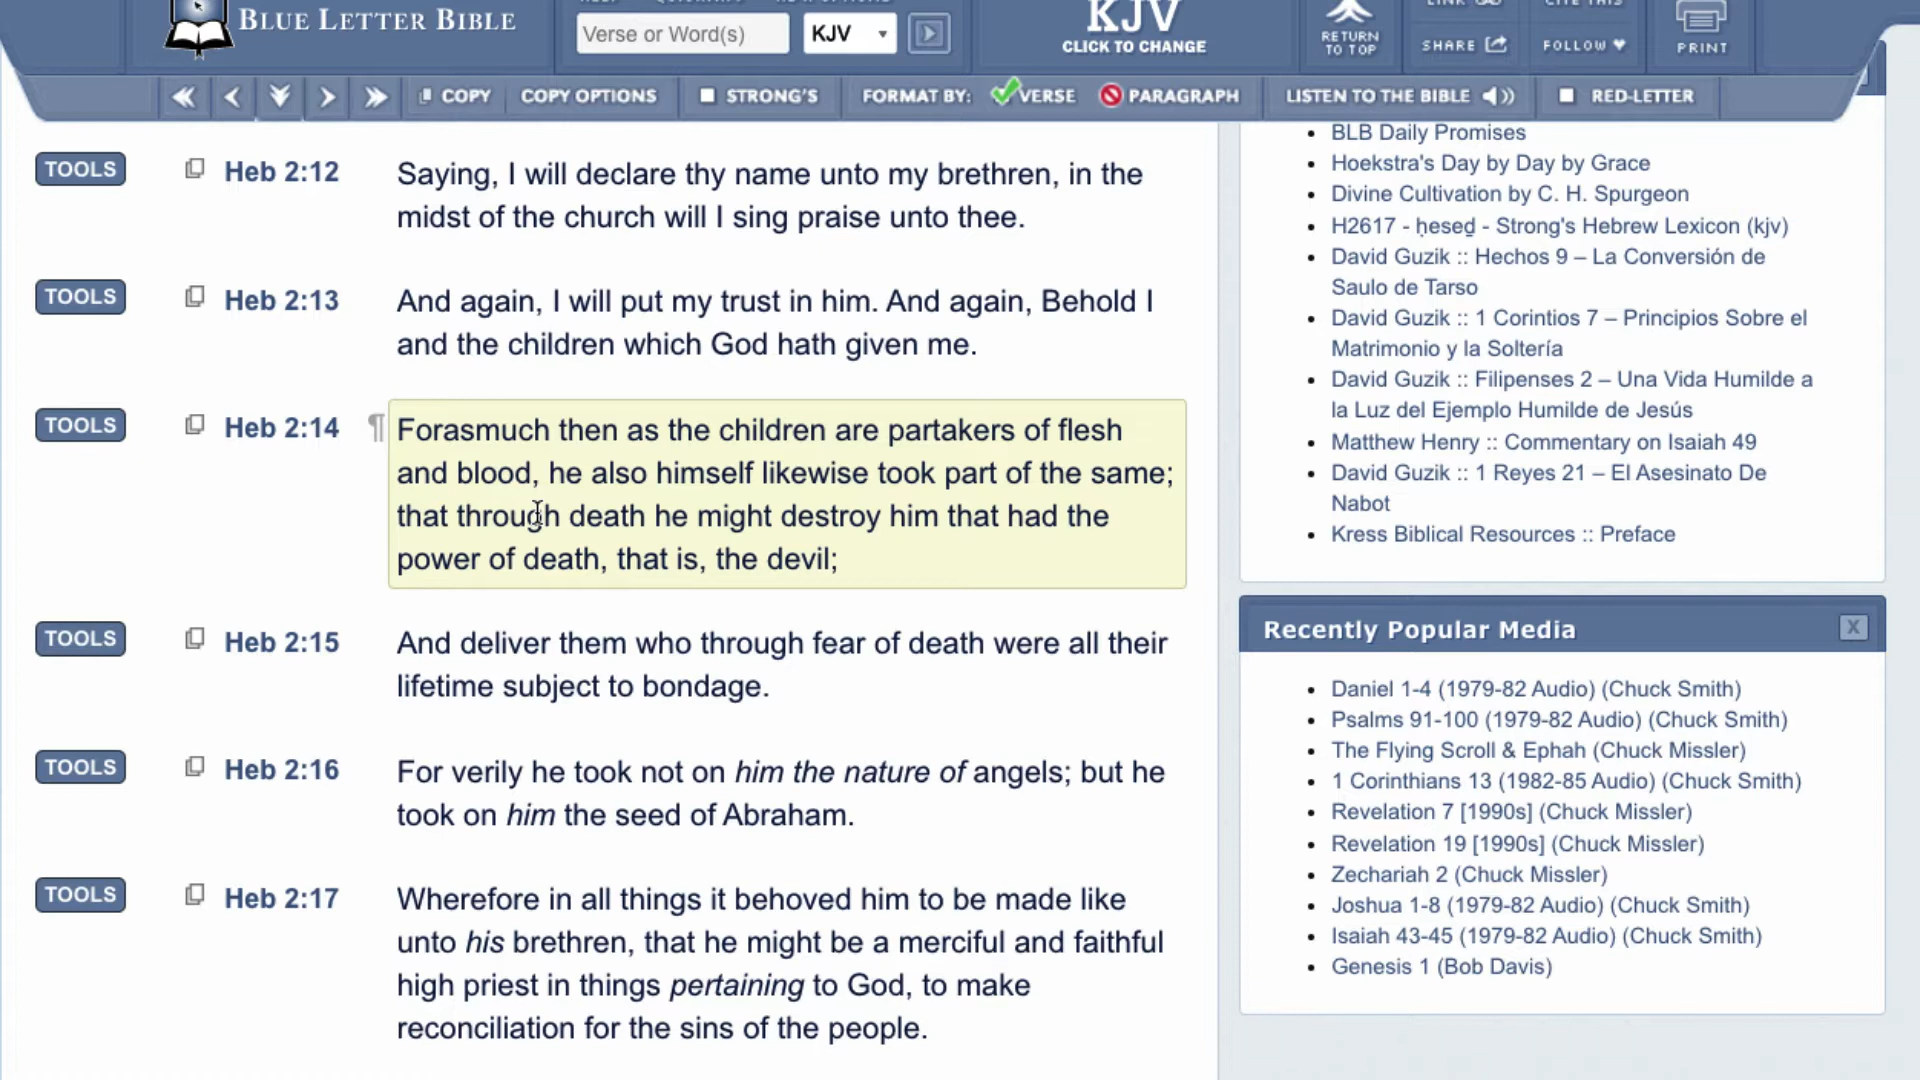 BLUE LETTER BIBLE
Verse or Word(s)
KJV
KJV
CLICK TO CHANGE
RETURN
TO TOP
SHARE
FOLLOW
PRINT
COPY
COPY OPTIONS
STRONG'S
FORMAT BY:
VERSE
PARAGRAPH
LISTEN TO THE BIBLE
RED-LETTER
TOOLS
Heb 2:12
Saying, I will declare thy name unto my brethren, in the
midst of the church will I sing praise unto thee.
TOOLS
Heb 2:13
And again, I will put my trust in him. And again, Behold I
and the children which God hath given me.
TOOLS
Heb 2:14
¶
Forasmuch then as the children are partakers of flesh
and blood, he also himself likewise took part of the same;
that through death he might destroy him that had the
power of death, that is, the devil;
TOOLS
Heb 2:15
And deliver them who through fear of death were all their
lifetime subject to bondage.
TOOLS
Heb 2:16
For verily he took not on him the nature of angels; but he
took on him the seed of Abraham.
TOOLS
Heb 2:17
Wherefore in all things it behoved him to be made like
unto his brethren, that he might be a merciful and faithful
high priest in things pertaining to God, to make
reconciliation for the sins of the people.
BLB Daily Promises
Hoekstra's Day by Day by Grace
Divine Cultivation by C. H. Spurgeon
H2617 - ḥeseḏ - Strong's Hebrew Lexicon (kjv)
David Guzik :: Hechos 9 – La Conversión de
Saulo de Tarso
David Guzik :: 1 Corintios 7 – Principios Sobre el
Matrimonio y la Soltería
David Guzik :: Filipenses 2 – Una Vida Humilde a
la Luz del Ejemplo Humilde de Jesús
Matthew Henry :: Commentary on Isaiah 49
David Guzik :: 1 Reyes 21 – El Asesinato De
Nabot
Kress Biblical Resources :: Preface
Recently Popular Media
X
Daniel 1-4 (1979-82 Audio) (Chuck Smith)
Psalms 91-100 (1979-82 Audio) (Chuck Smith)
The Flying Scroll & Ephah (Chuck Missler)
1 Corinthians 13 (1982-85 Audio) (Chuck Smith)
Revelation 7 [1990s] (Chuck Missler)
Revelation 19 [1990s] (Chuck Missler)
Zechariah 2 (Chuck Missler)
Joshua 1-8 (1979-82 Audio) (Chuck Smith)
Isaiah 43-45 (1979-82 Audio) (Chuck Smith)
Genesis 1 (Bob Davis)